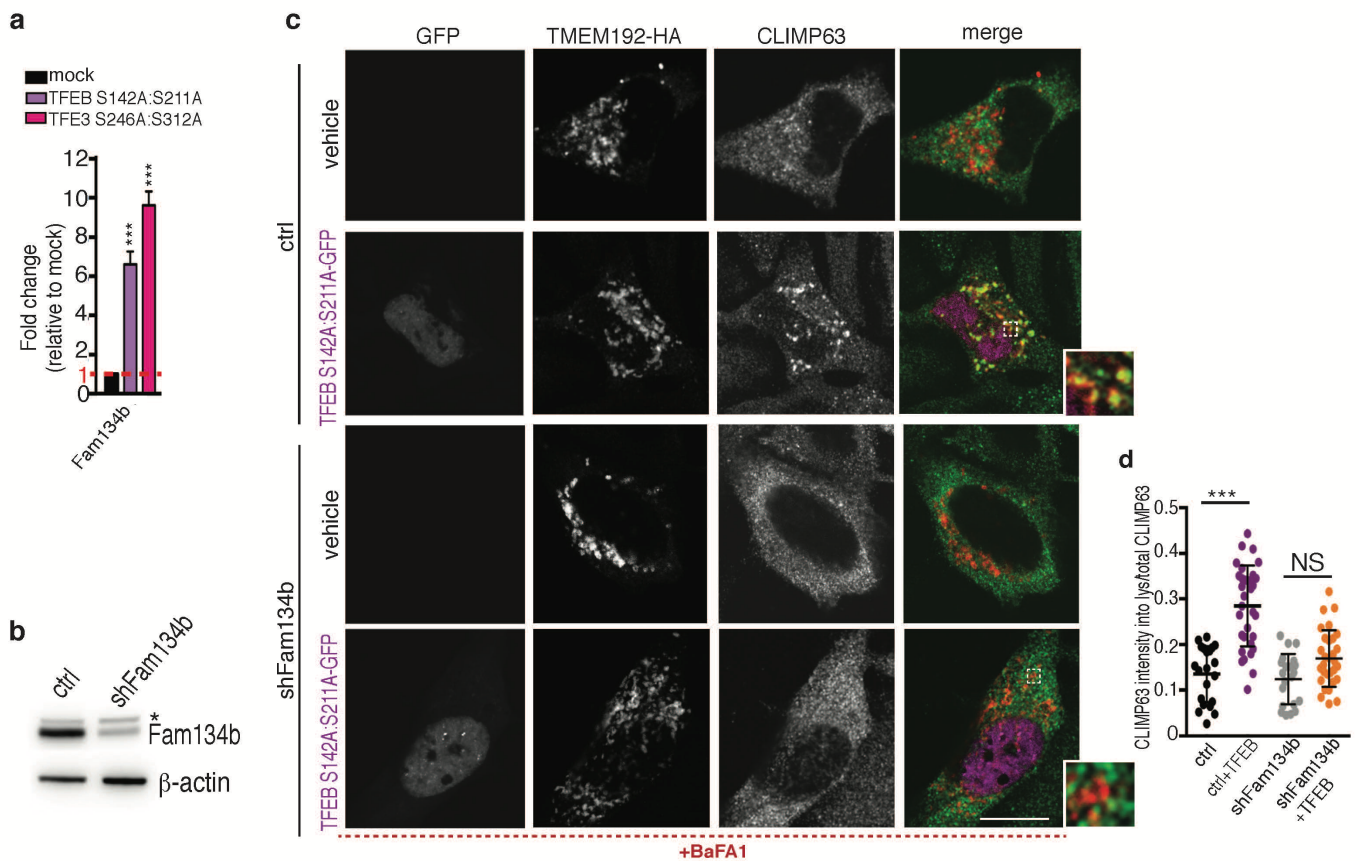 a
mock
TFEB S142A:S211A
TFE3 S246A:S312A
Fold change
(relative to mock)
12
10
8
6
4
2
1
0
***
***
Fam134b
b
ctrl
shFam134b
*
Fam134b
β-actin
c
GFP
TMEM192-HA
CLIMP63
merge
ctrl
vehicle
TFEB S142A:S211A-GFP
shFam134b
vehicle
TFEB S142A:S211A-GFP
+BaFA1
d
CLIMP63 intensity into lys/total CLIMP63
0.5
0.4
0.3
0.2
0.1
0
***
NS
ctrl
ctrl+TFEB
shFam134b
shFam134b
+TFEB